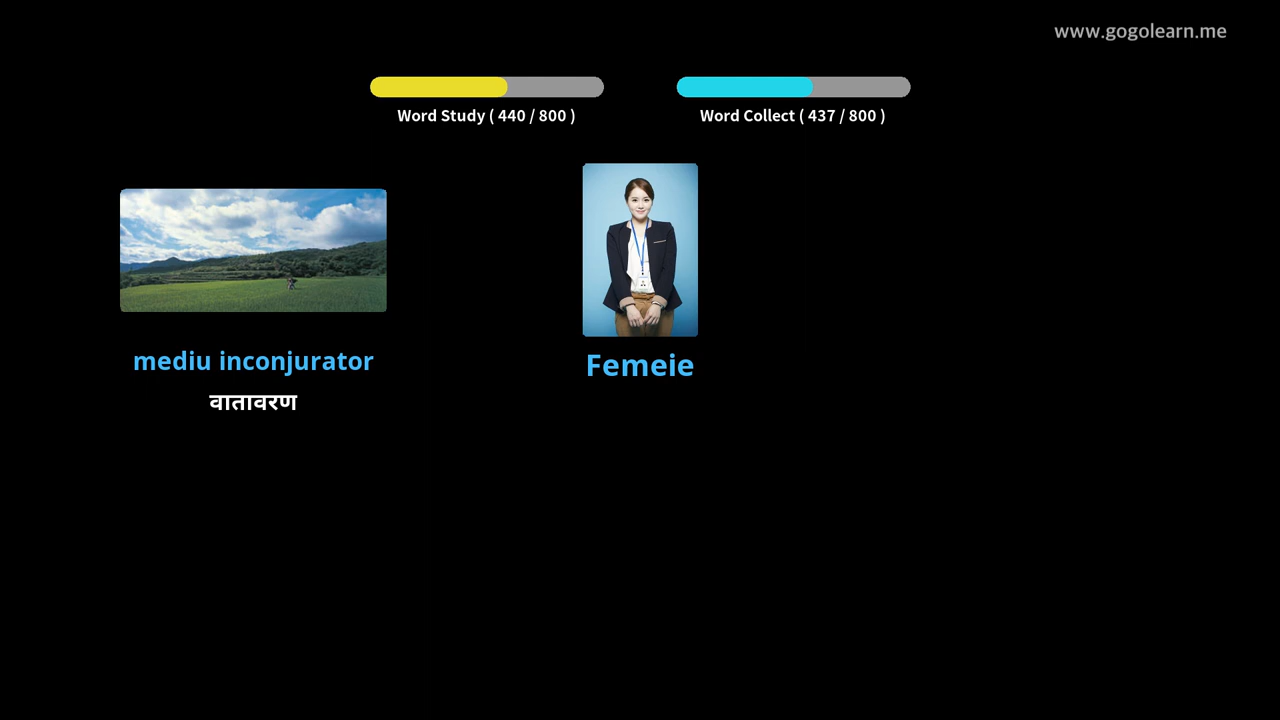 www.gogolearn.me
Word Study ( 440 / 800 )
Word Collect ( 437 / 800 )
mediu inconjurator
वातावरण
Femeie